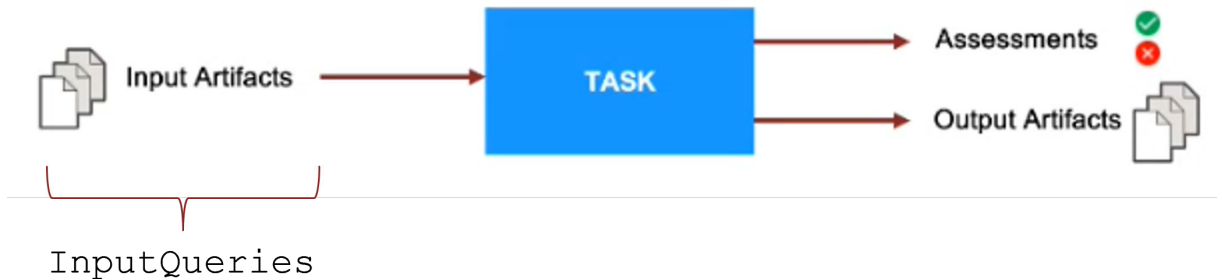 Input Artifacts
TASK
Assessments
Output Artifacts
InputQueries